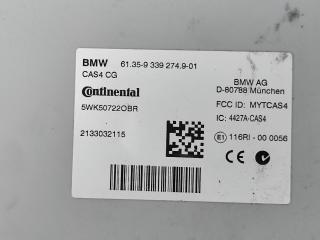 BMW 61.35-9 339 274.9-01
CAS4 CG
BMW AG
D-80788 München
Continental
FCC ID: MYTCAS4
5WK50722OBR
IC: 4427A-CAS4
2133032115
E1 116RI - 00 0056
CE